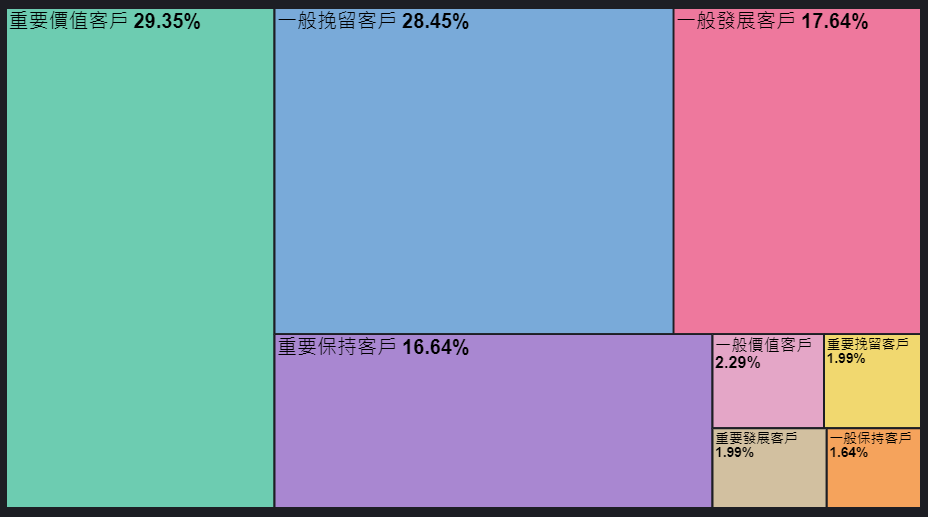 重要價值客戶 29.35%
一般挽留客戶 28.45%
一般發展客戶 17.64%
重要保持客戶 16.64%
一般價值客戶
2.29%
重要挽留客戶
1.99%
重要發展客戶
1.99%
一般保持客戶
1.64%